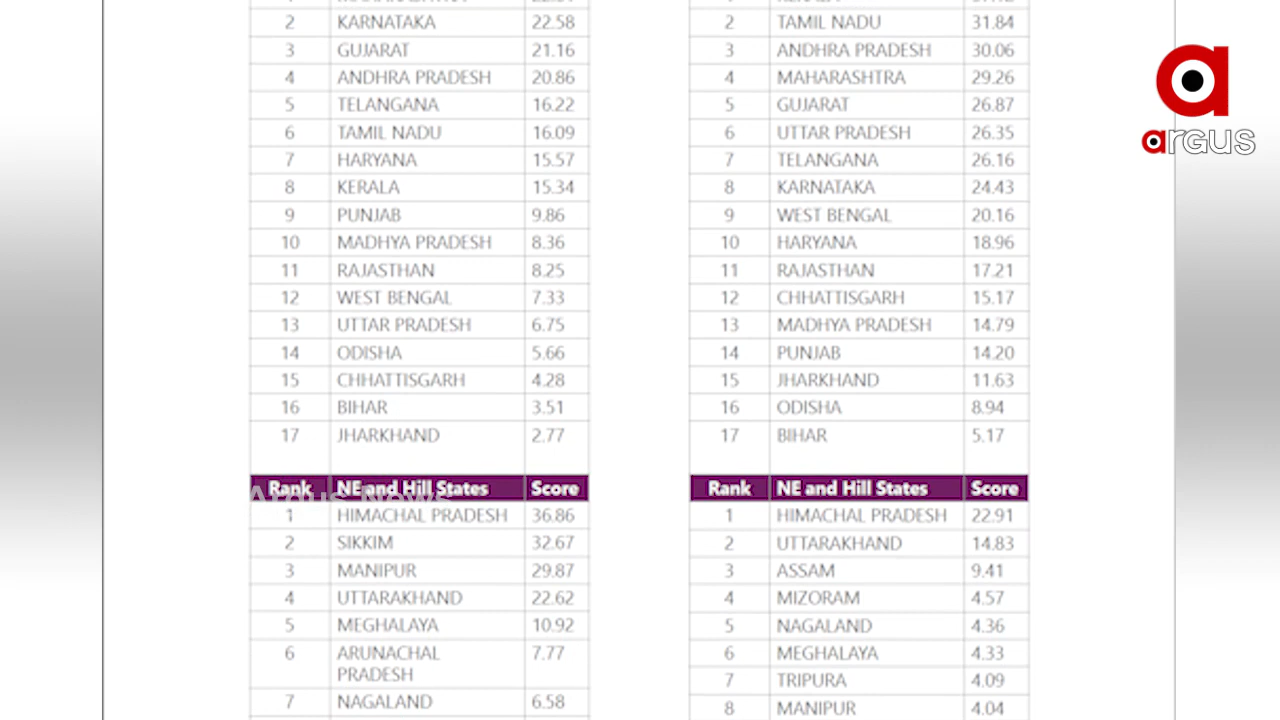 2 KARNATAKA 22.58
3 GUJARAT 21.16
4 ANDHRA PRADESH 20.86
5 TELANGANA 16.22
6 TAMIL NADU 16.09
7 HARYANA 15.57
8 KERALA 15.34
9 PUNJAB 9.86
10 MADHYA PRADESH 8.36
11 RAJASTHAN 8.25
12 WEST BENGAL 7.33
13 UTTAR PRADESH 6.75
14 ODISHA 5.66
15 CHHATTISGARH 4.28
16 BIHAR 3.51
17 JHARKHAND 2.77
Rank NE and Hill States Score
Argus News
1 HIMACHAL PRADESH 36.86
2 SIKKIM 32.67
3 MANIPUR 29.87
4 UTTARAKHAND 22.62
5 MEGHALAYA 10.92
6 ARUNACHAL 7.77
PRADESH
7 NAGALAND 6.58
2 TAMIL NADU 31.84
3 ANDHRA PRADESH 30.06
4 MAHARASHTRA 29.26
5 GUJARAT 26.87
6 UTTAR PRADESH 26.35
7 TELANGANA 26.16
8 KARNATAKA 24.43
9 WEST BENGAL 20.16
10 HARYANA 18.96
11 RAJASTHAN 17.21
12 CHHATTISGARH 15.17
13 MADHYA PRADESH 14.79
14 PUNJAB 14.20
15 JHARKHAND 11.63
16 ODISHA 8.94
17 BIHAR 5.17
Rank NE and Hill States Score
1 HIMACHAL PRADESH 22.91
2 UTTARAKHAND 14.83
3 ASSAM 9.41
4 MIZORAM 4.57
5 NAGALAND 4.36
6 MEGHALAYA 4.33
7 TRIPURA 4.09
8 MANIPUR 4.04
a
argus